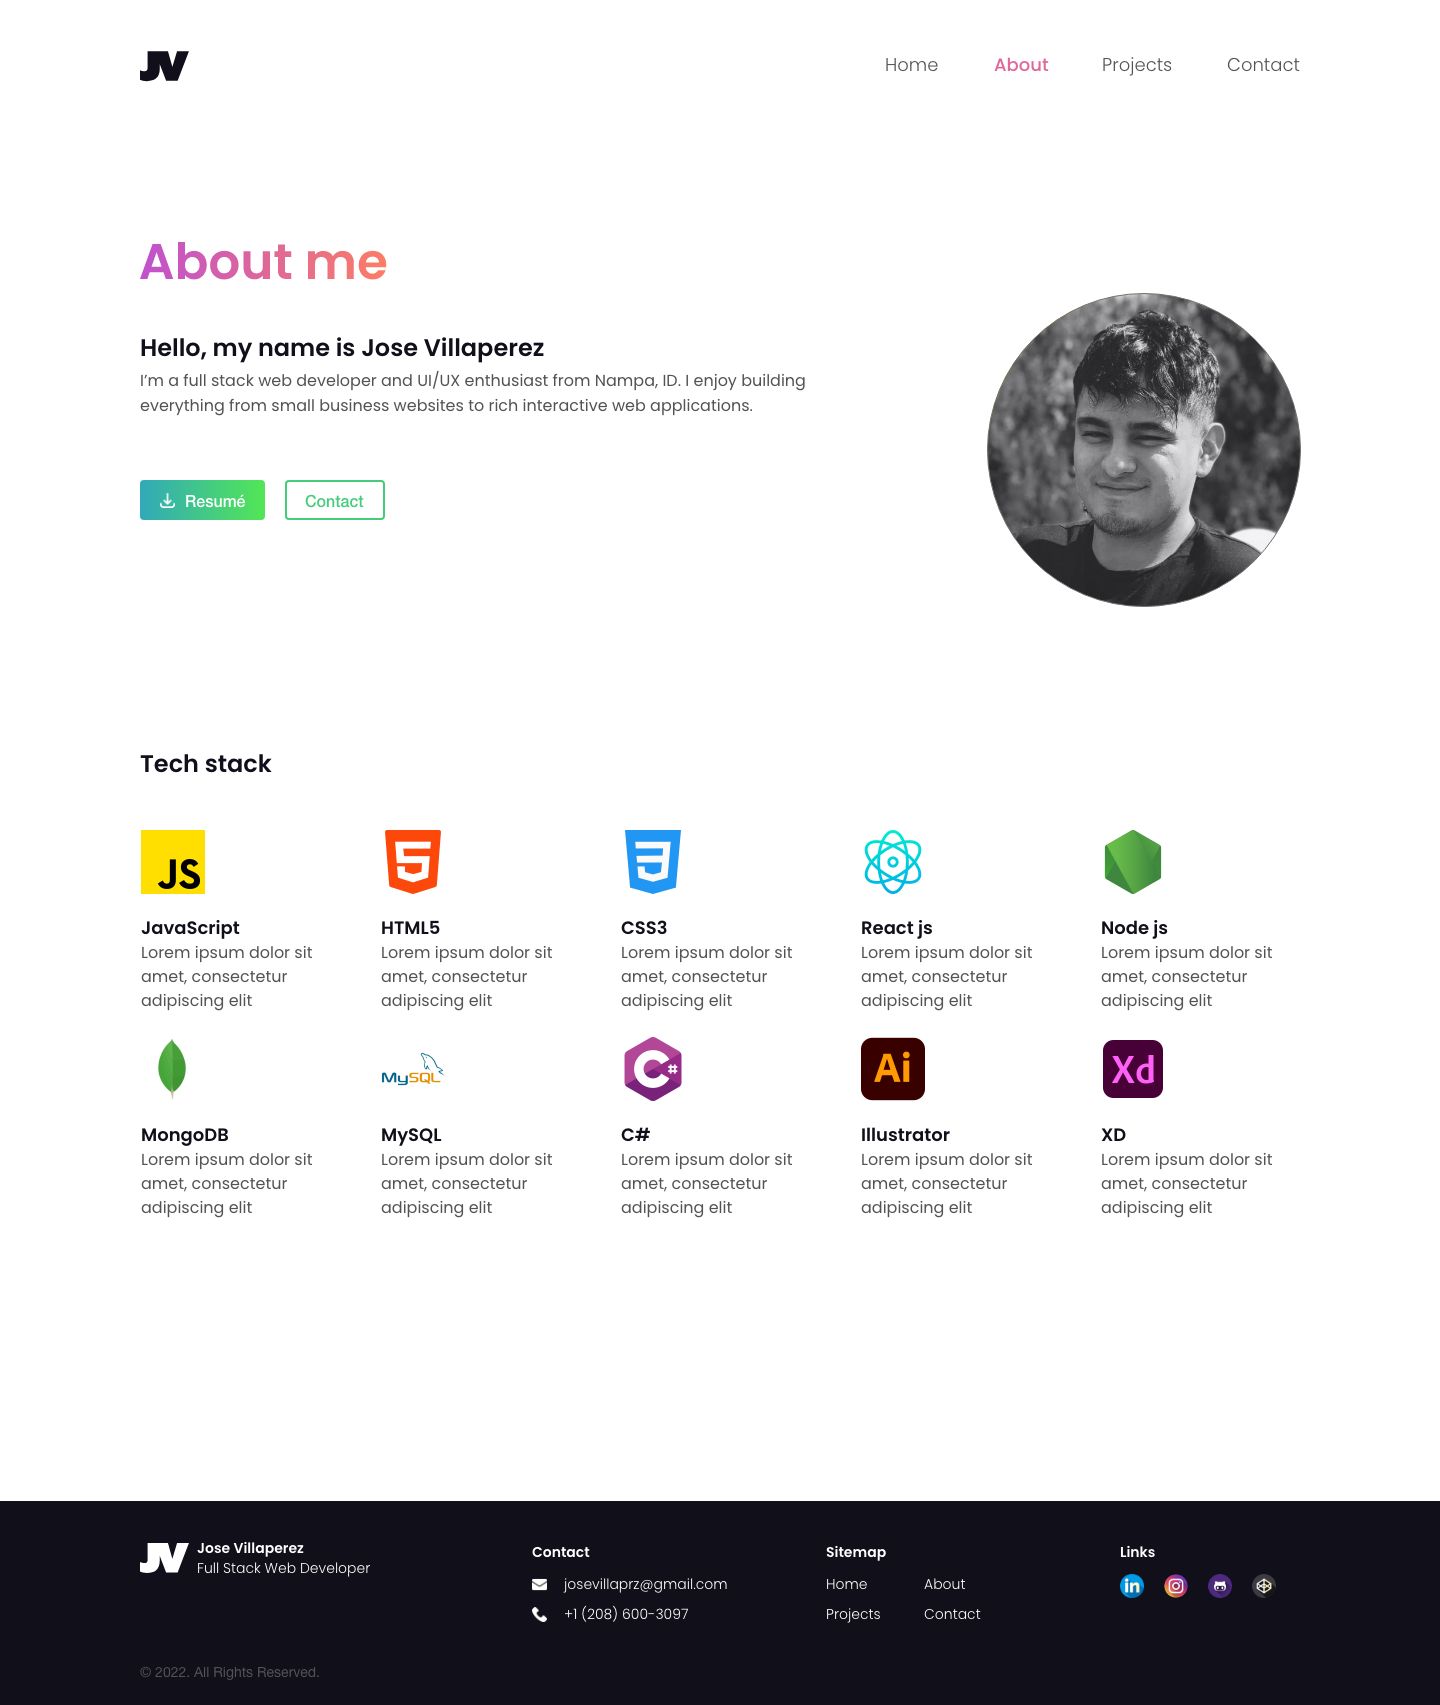 JV
Home About Projects Contact
About me
Hello, my name is Jose Villaperez
I’m a full stack web developer and UI/UX enthusiast from Nampa, ID. I enjoy building
everything from small business websites to rich interactive web applications.
Resumé Contact
Tech stack
JS
JavaScript
Lorem ipsum dolor sit
amet, consectetur
adipiscing elit
HTML5
Lorem ipsum dolor sit
amet, consectetur
adipiscing elit
CSS3
Lorem ipsum dolor sit
amet, consectetur
adipiscing elit
React js
Lorem ipsum dolor sit
amet, consectetur
adipiscing elit
Node js
Lorem ipsum dolor sit
amet, consectetur
adipiscing elit
MongoDB
Lorem ipsum dolor sit
amet, consectetur
adipiscing elit
MySQL
MySQL
Lorem ipsum dolor sit
amet, consectetur
adipiscing elit
C#
C#
Lorem ipsum dolor sit
amet, consectetur
adipiscing elit
Ai
Illustrator
Lorem ipsum dolor sit
amet, consectetur
adipiscing elit
Xd
XD
Lorem ipsum dolor sit
amet, consectetur
adipiscing elit
JV
Jose Villaperez
Full Stack Web Developer
Contact
josevillaprz@gmail.com
+1 (208) 600-3097
Sitemap
Home About
Projects Contact
Links
in
© 2022. All Rights Reserved.